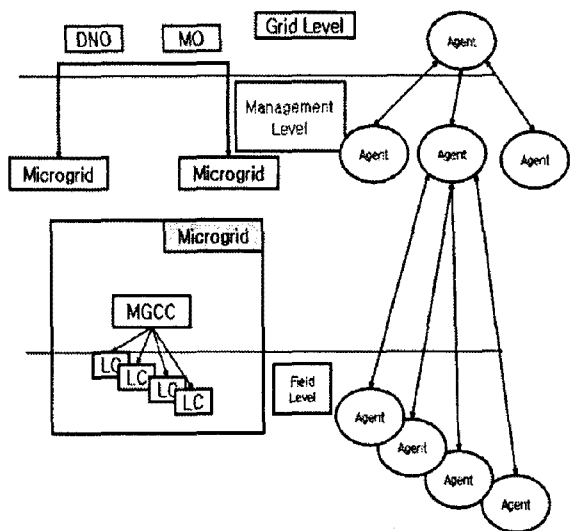 DNO
MO
Grid Level
Agent
Management
Level
Agent
Agent
Agent
Microgrid
Microgrid
Microgrid
MGCC
LC
LC
LC
LC
Field
Level
Agent
Agent
Agent
Agent